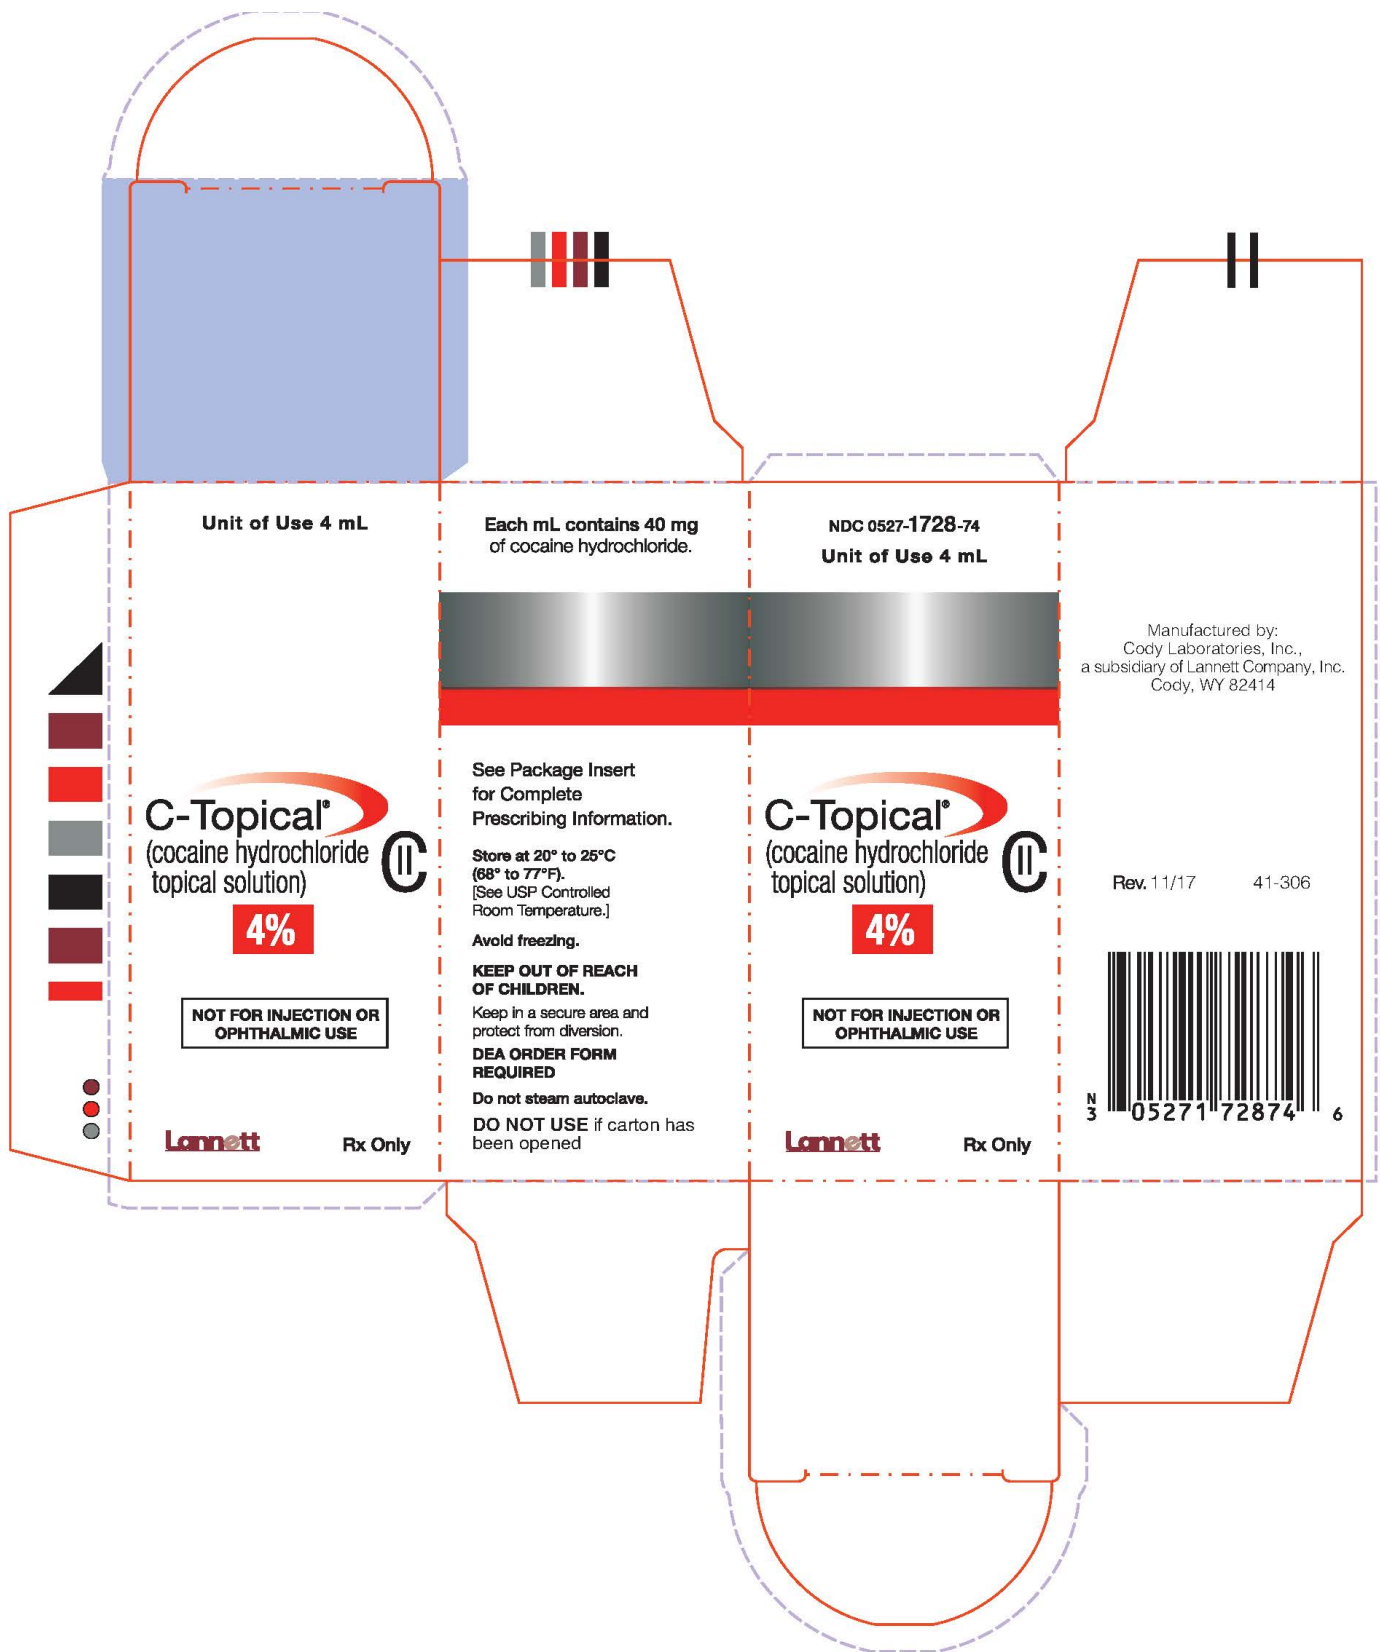 Unit of Use 4 mL
C-Topical®
(cocaine hydrochloride
topical solution)
CII
4%
NOT FOR INJECTION OR
OPHTHALMIC USE
Lannett
Rx Only
Each mL contains 40 mg
of cocaine hydrochloride.
See Package Insert
for Complete
Prescribing Information.
Store at 20° to 25°C
(68° to 77°F).
[See USP Controlled
Room Temperature.]
Avoid freezing.
KEEP OUT OF REACH
OF CHILDREN.
Keep in a secure area and
protect from diversion.
DEA ORDER FORM
REQUIRED
Do not steam autoclave.
DO NOT USE if carton has
been opened
NDC 0527-1728-74
Unit of Use 4 mL
C-Topical®
(cocaine hydrochloride
topical solution)
CII
4%
NOT FOR INJECTION OR
OPHTHALMIC USE
Lannett
Rx Only
Manufactured by:
Cody Laboratories, Inc.,
a subsidiary of Lannett Company, Inc.
Cody, WY 82414
Rev. 11/17 41-306
N
3 05271 72874 6